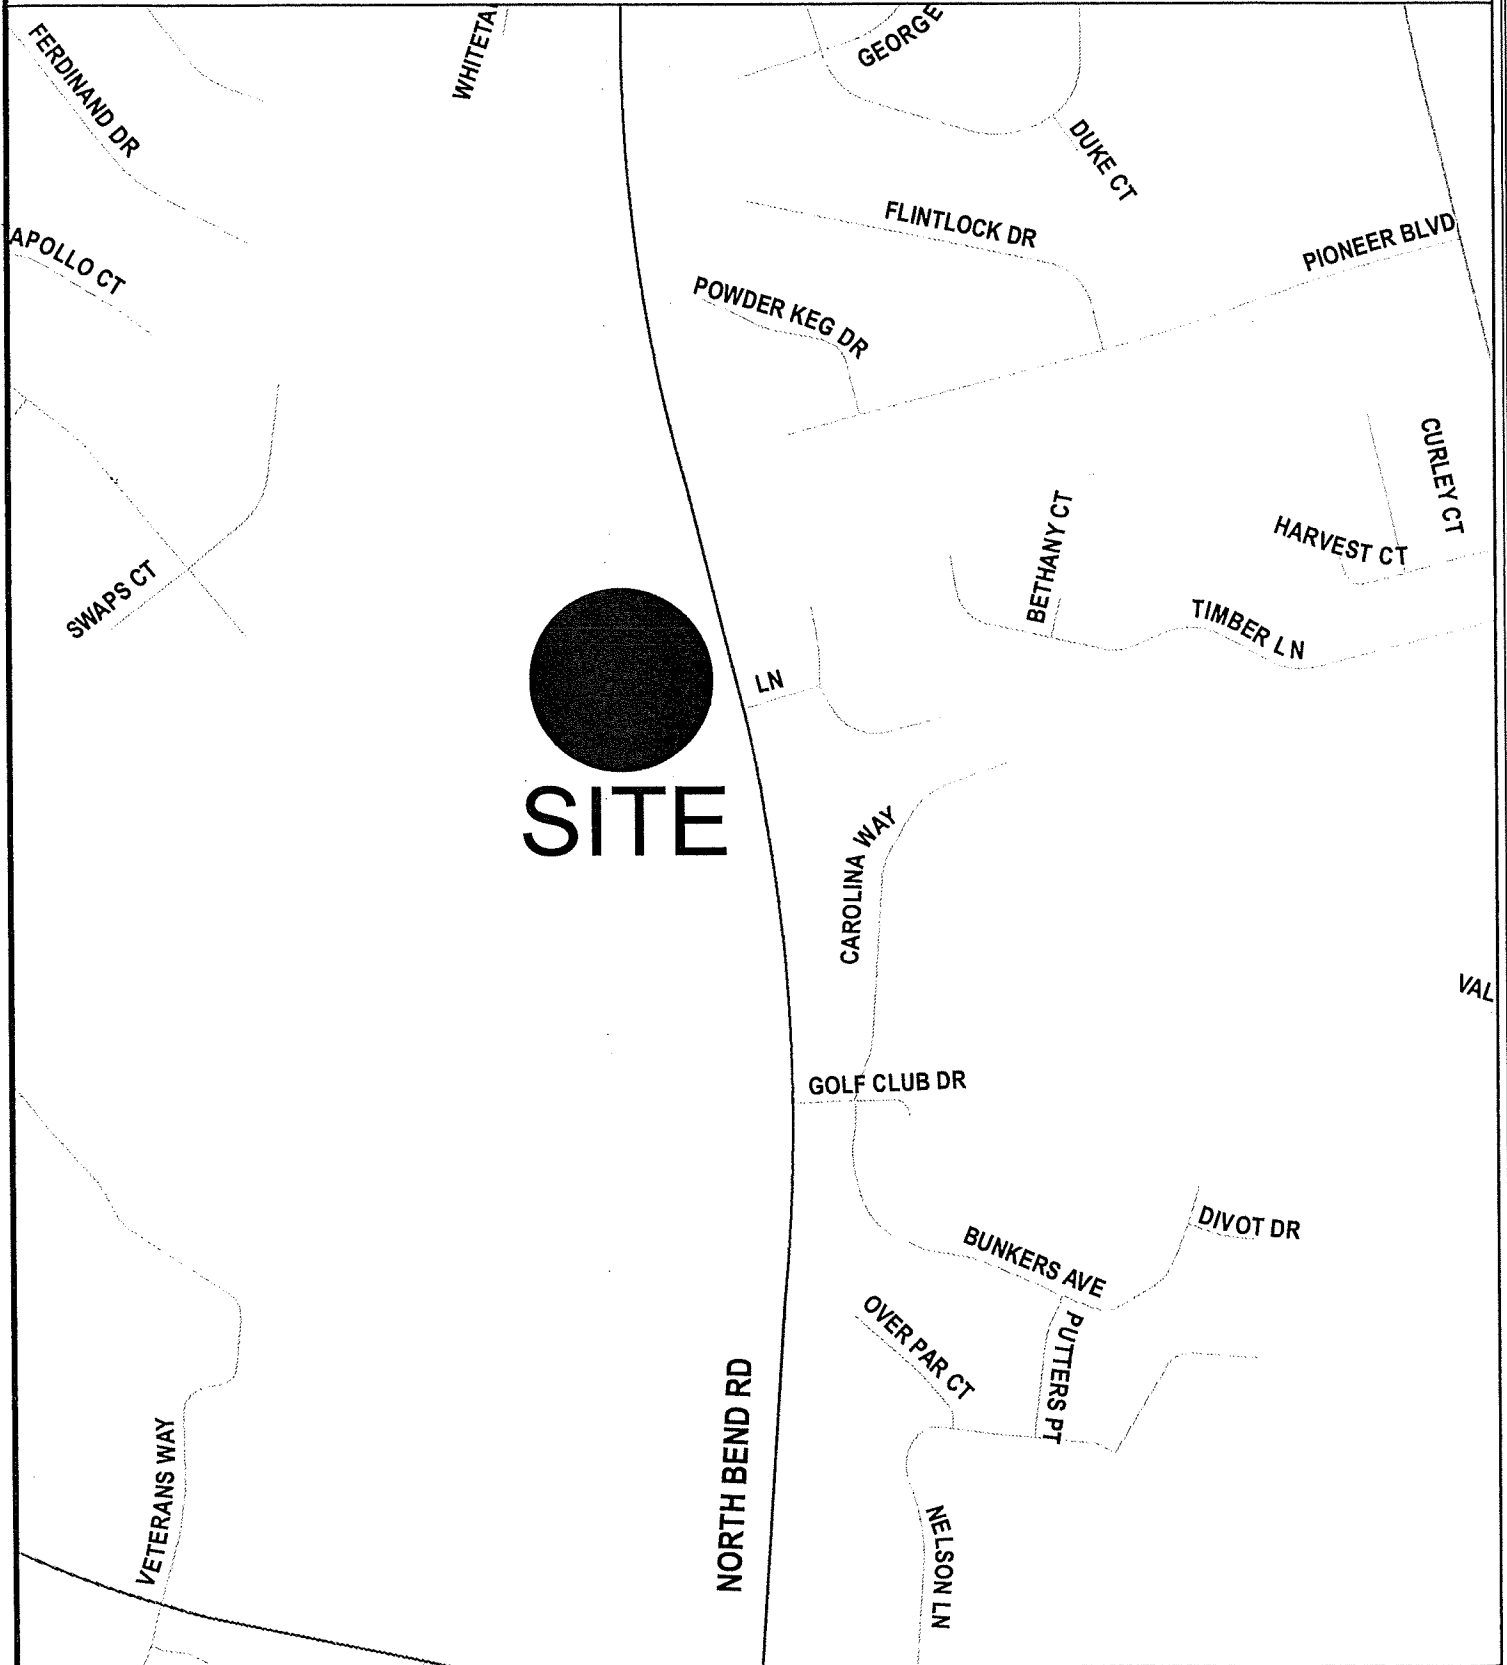 FERDINAND DR
WHITETA
GEORGE
DUKE CT
FLINTLOCK DR
PIONEER BLVD
APOLLO CT
POWDER KEG DR
CURLEY CT
BETHANY CT
HARVEST CT
SWAPS CT
TIMBER LN
LN
SITE
CAROLINA WAY
VAL
GOLF CLUB DR
DIVOT DR
BUNKERS AVE
OVER PAR CT
PUTTERS PT
NORTH BEND RD
VETERANS WAY
NELSON LN